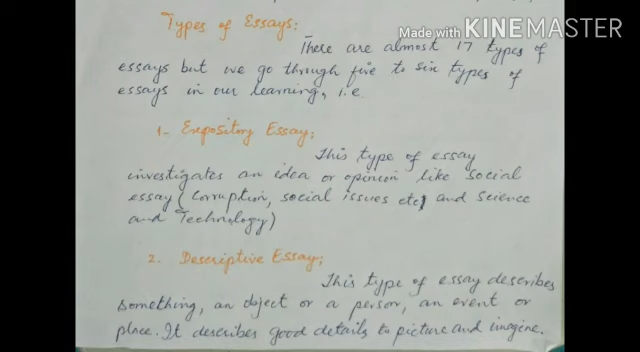 Made with KINEMASTER
Types of Essays:
There are almost 17 types of
essays but we go through five to six types of
essays in our learning, i.e
1- Expository Essay:
This type of essay
investigates an idea or opinion like social
essay (Corruption, social issues etc) and Science
and Technology)
2. Descriptive Essay;
This type of essay describes
something, an object or a person, an event or
place. It describes good details to picture and imagine.